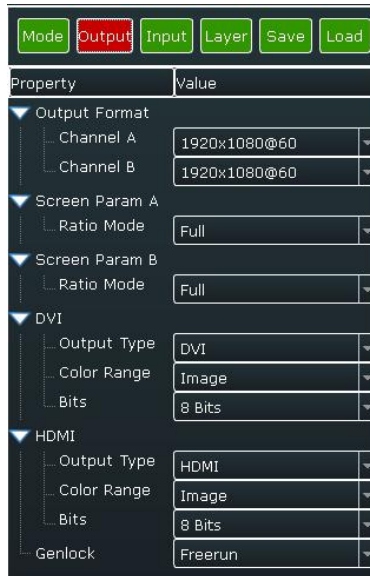 Mode Output Input Layer Save Load
Property Value
Output Format
Channel A 1920x1080@60
Channel B 1920x1080@60
Screen Param A
Ratio Mode Full
Screen Param B
Ratio Mode Full
DVI
Output Type DVI
Color Range Image
Bits 8 Bits
HDMI
Output Type HDMI
Color Range Image
Bits 8 Bits
Genlock Freerun